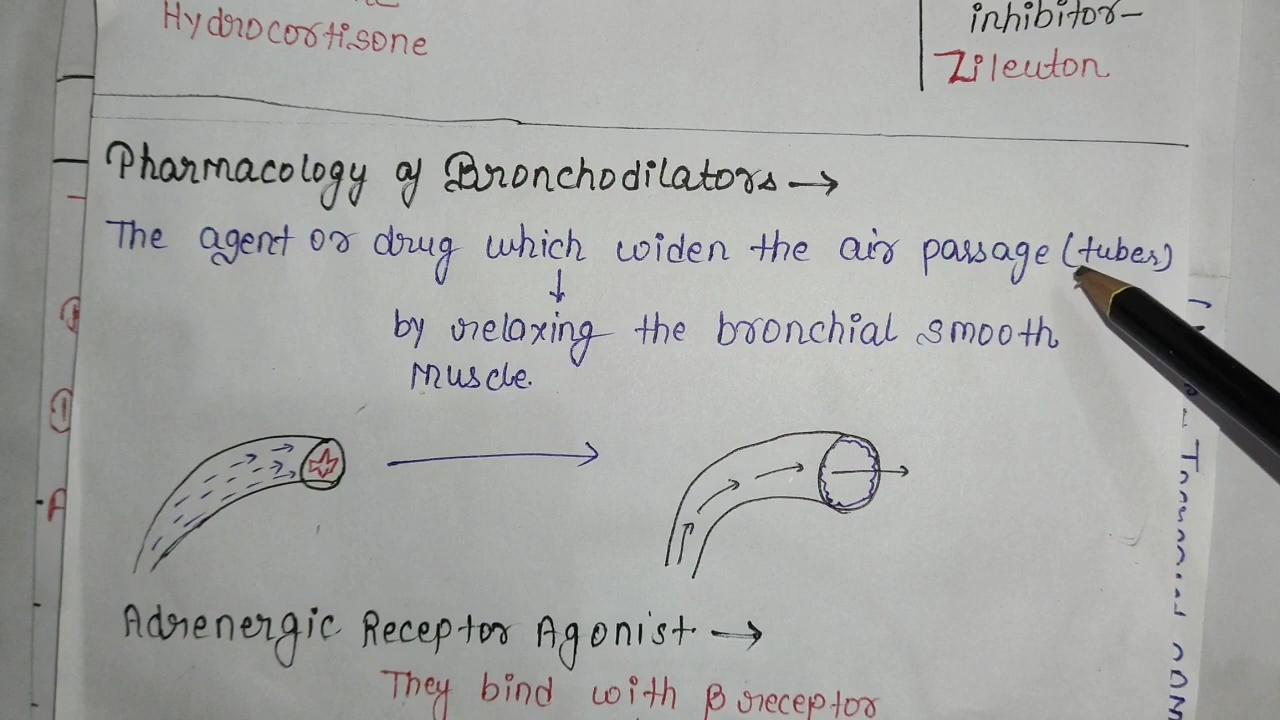 Hydrocortisone
inhibitor-
Zileuton
Pharmacology of Bronchodilators →
The agent or drug which widen the air passage (tubes)
↓
by relaxing the bronchial smooth
muscle.
Adrenergic Receptor Agonist →
They bind with β receptor